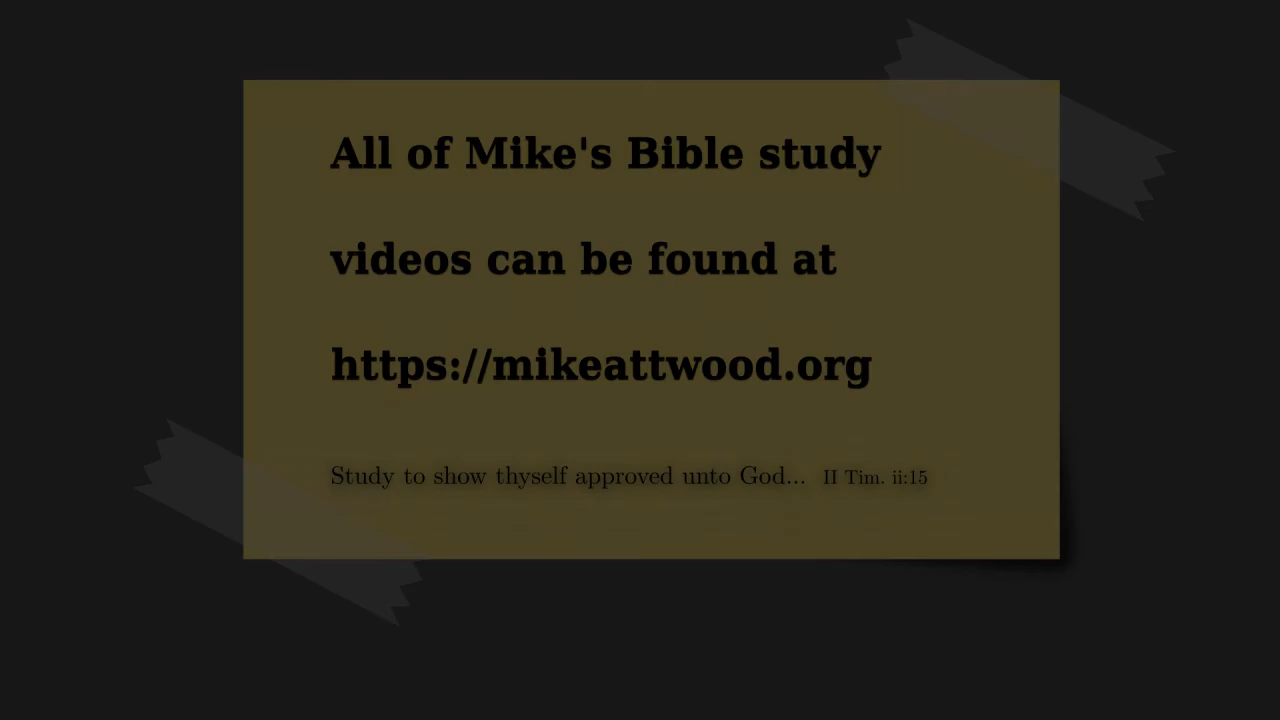 All of Mike's Bible study
videos can be found at
https://mikeattwood.org
Study to show thyself approved unto God... II Tim. ii:15